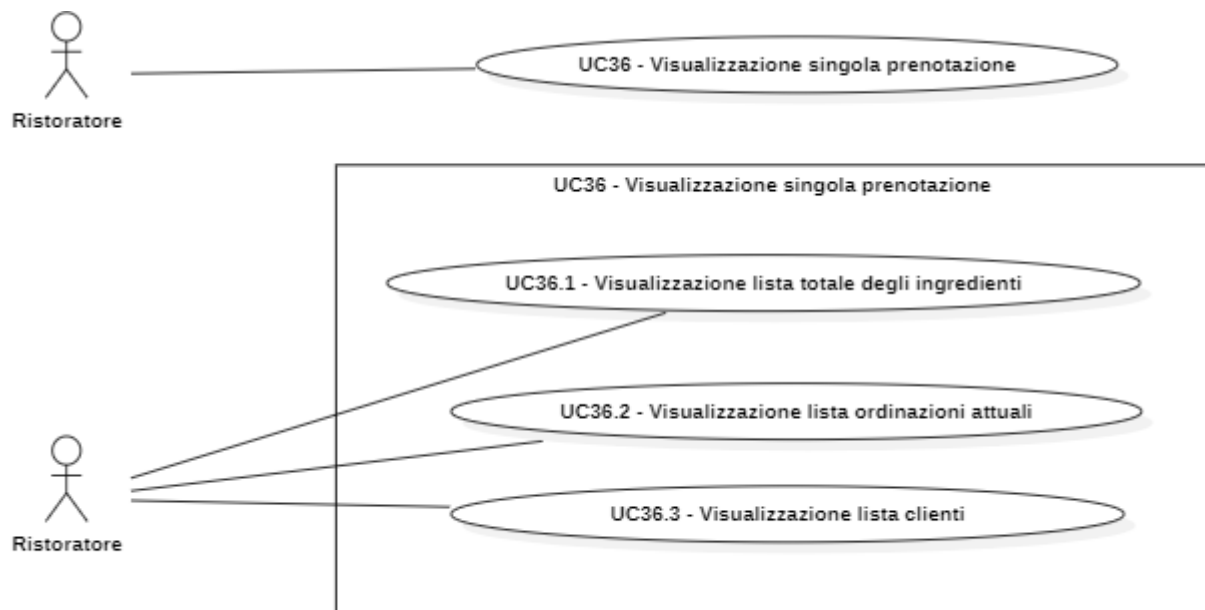 UC36 - Visualizzazione singola prenotazione
Ristoratore
UC36 - Visualizzazione singola prenotazione
UC36.1 - Visualizzazione lista totale degli ingredienti
UC36.2 - Visualizzazione lista ordinazioni attuali
UC36.3 - Visualizzazione lista clienti
Ristoratore